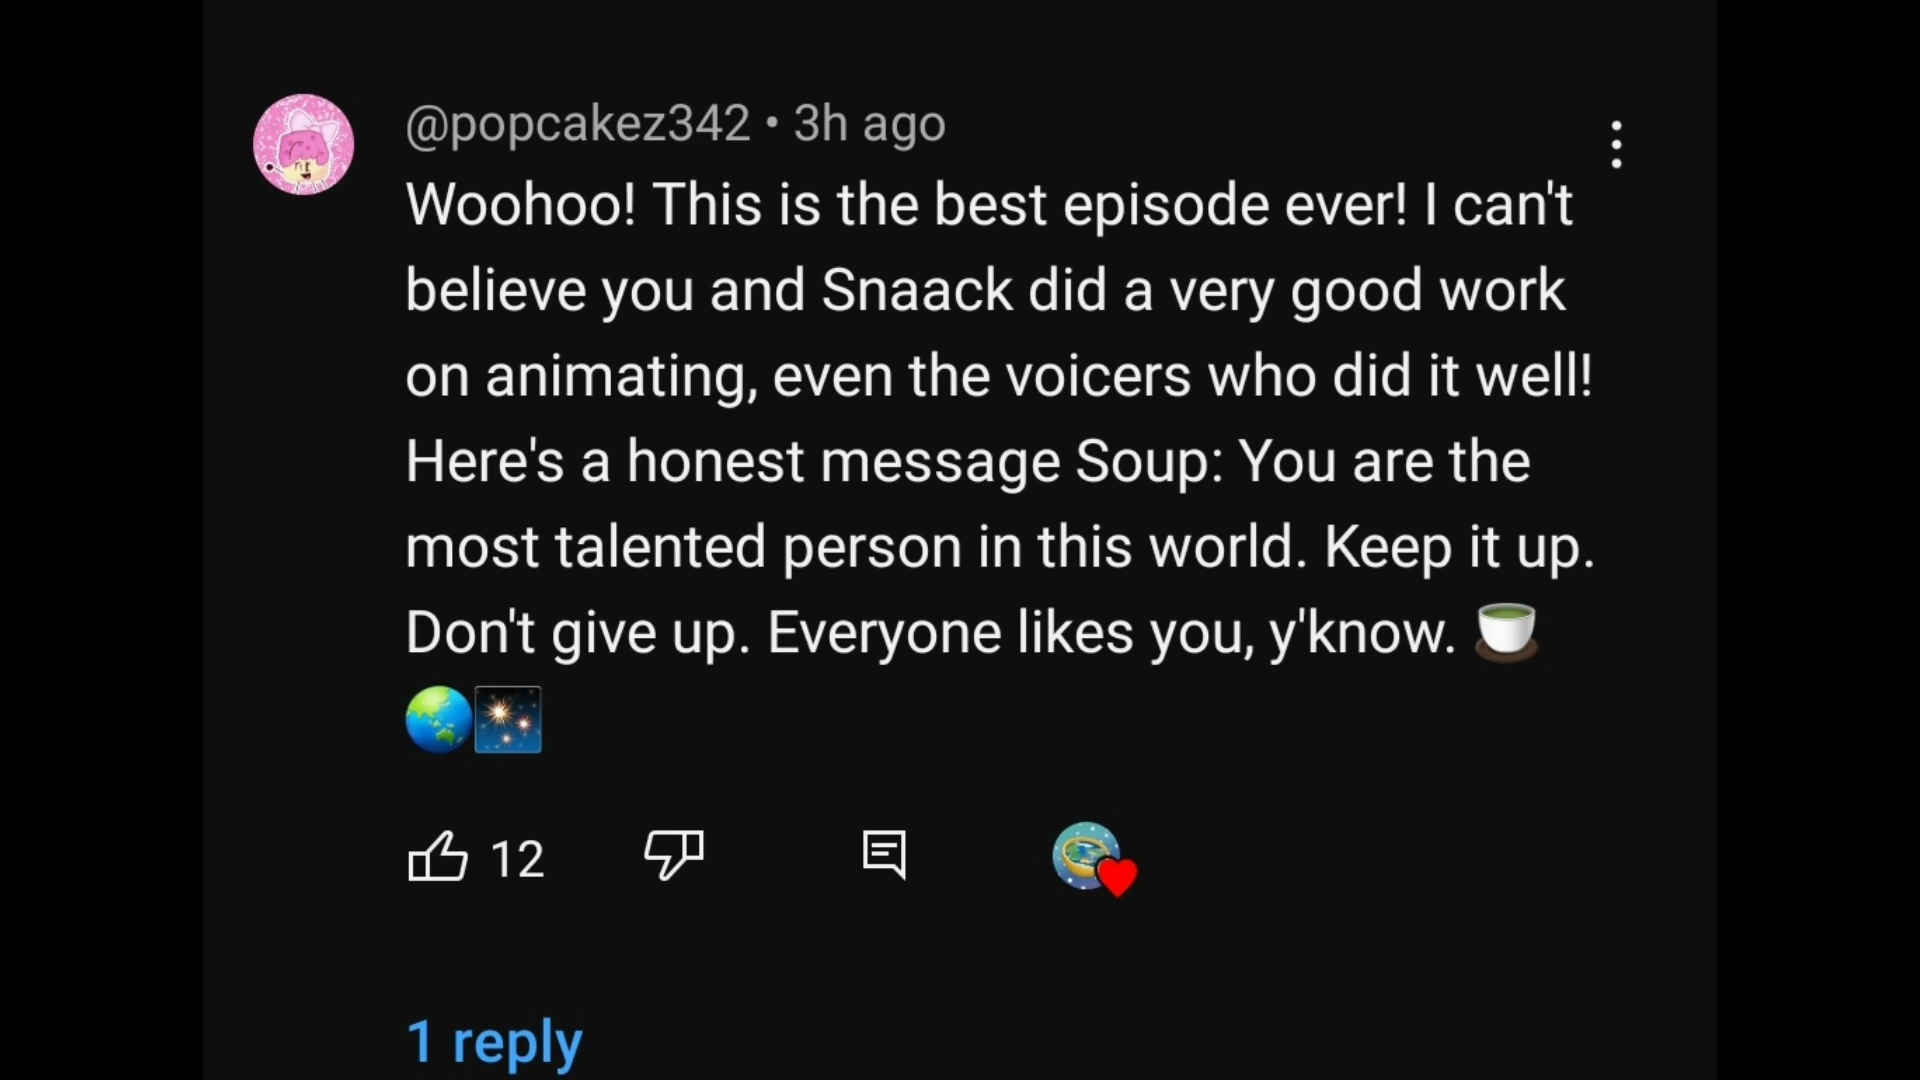 @popcakez342 • 3h ago
Woohoo! This is the best episode ever! I can't
believe you and Snaack did a very good work
on animating, even the voicers who did it well!
Here's a honest message Soup: You are the
most talented person in this world. Keep it up.
Don't give up. Everyone likes you, y'know. 🍵
🌏🎇
12
1 reply